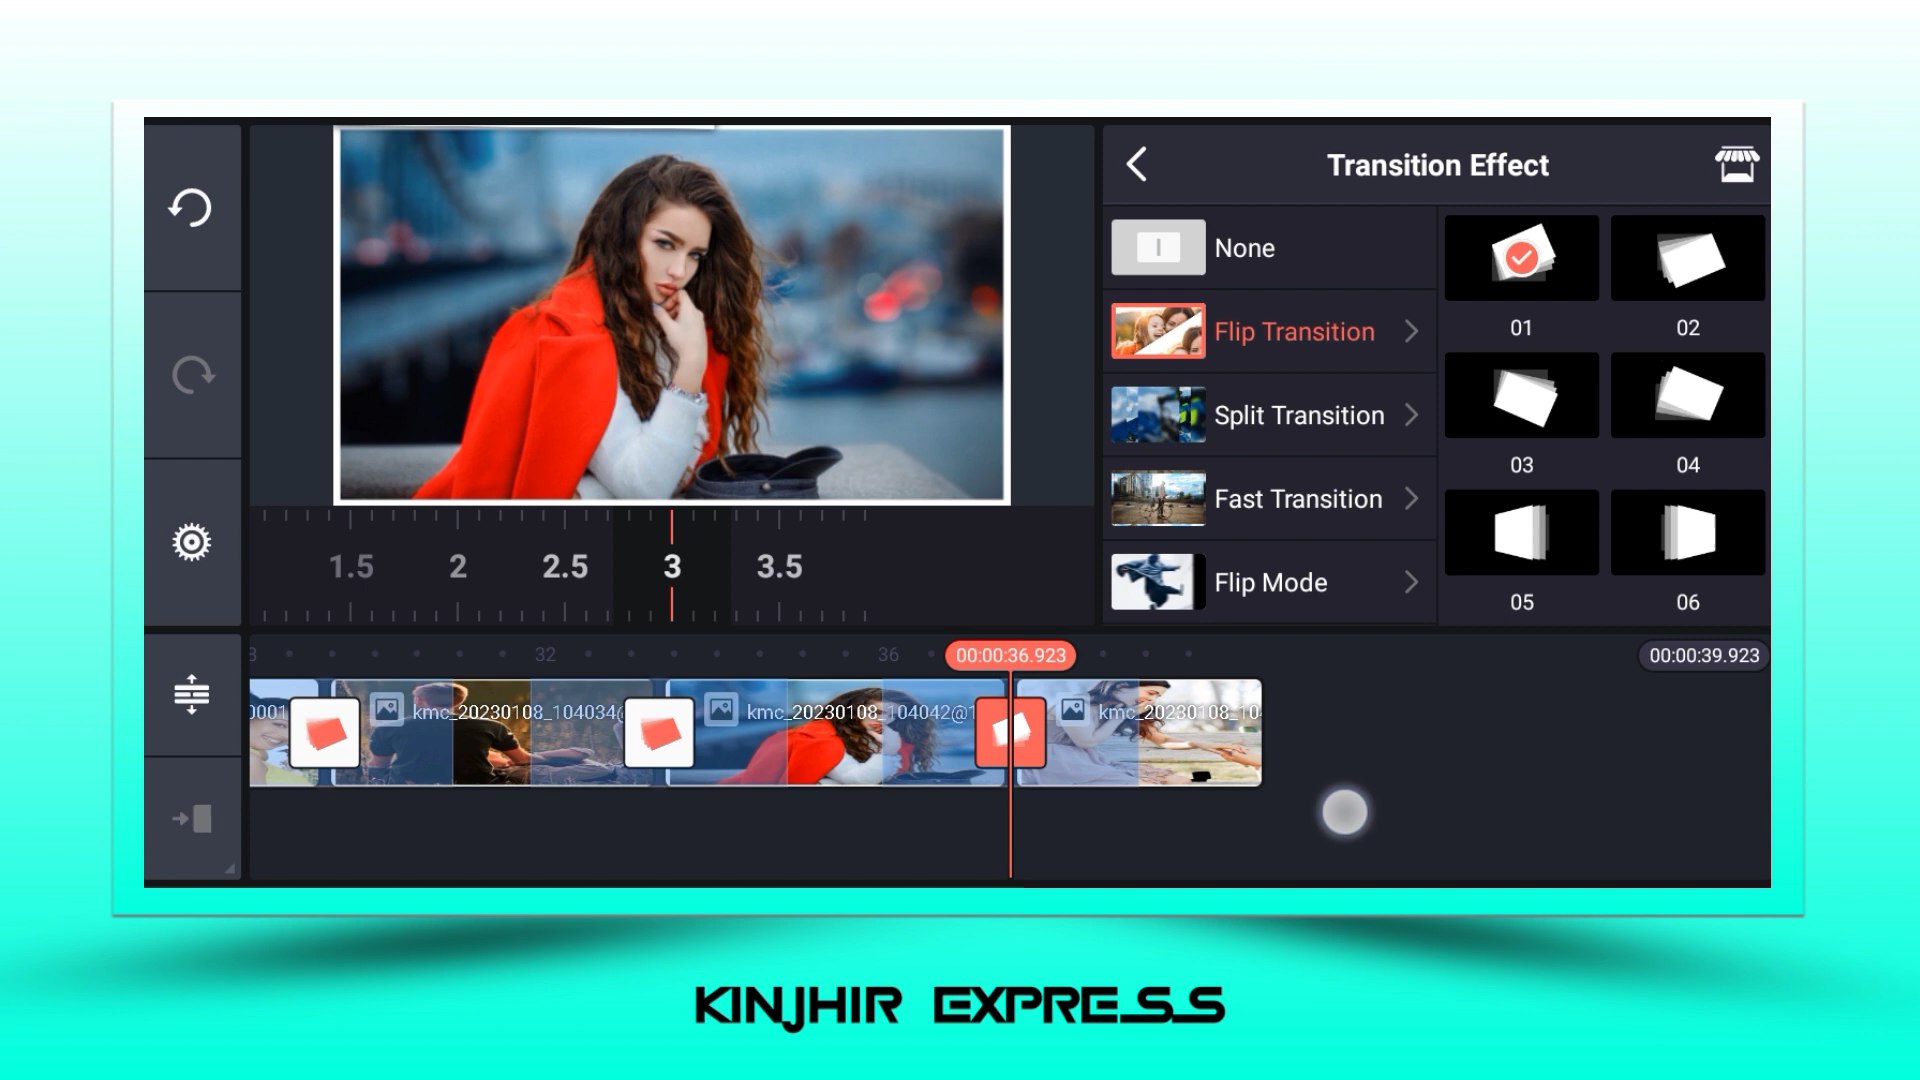 Transition Effect
None
Flip Transition
Split Transition
Fast Transition
Flip Mode
01
02
03
04
05
06
1.5 2 2.5 3 3.5
32 36 00:00:36.923 00:00:39.923
0001 kmc_20230108_104034@ kmc_20230108_104042@1 kmc_20230108_10
KINJHIR EXPRESS